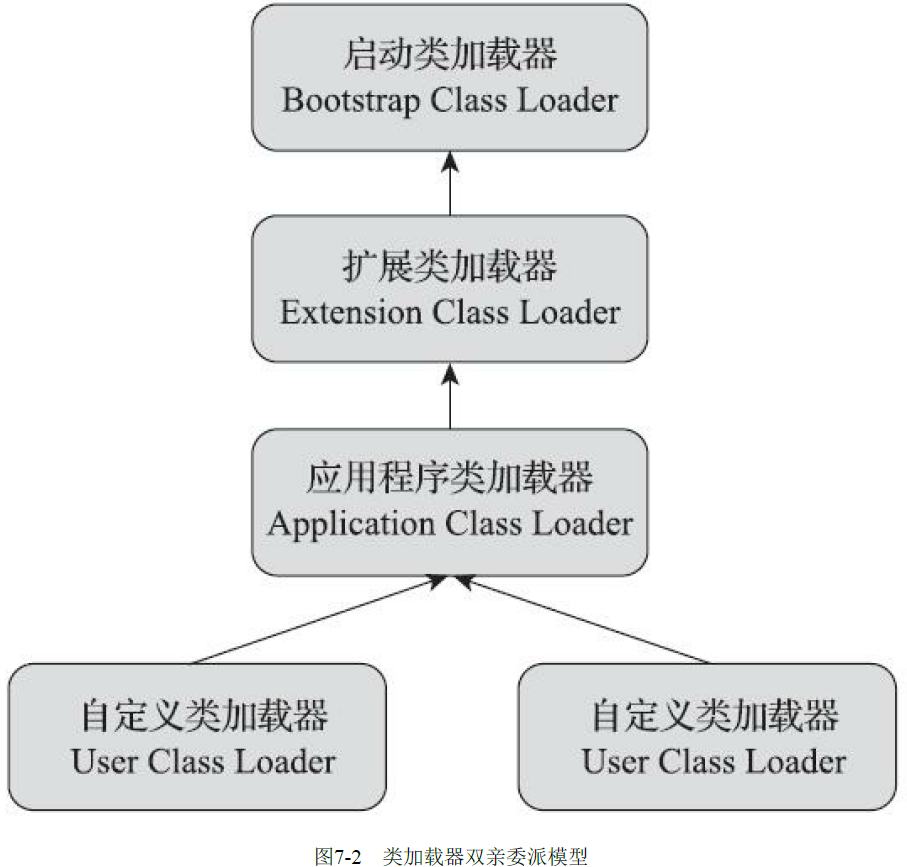 启动类加载器
Bootstrap Class Loader
扩展类加载器
Extension Class Loader
应用程序类加载器
Application Class Loader
自定义类加载器
User Class Loader
自定义类加载器
User Class Loader
图7-2 类加载器双亲委派模型